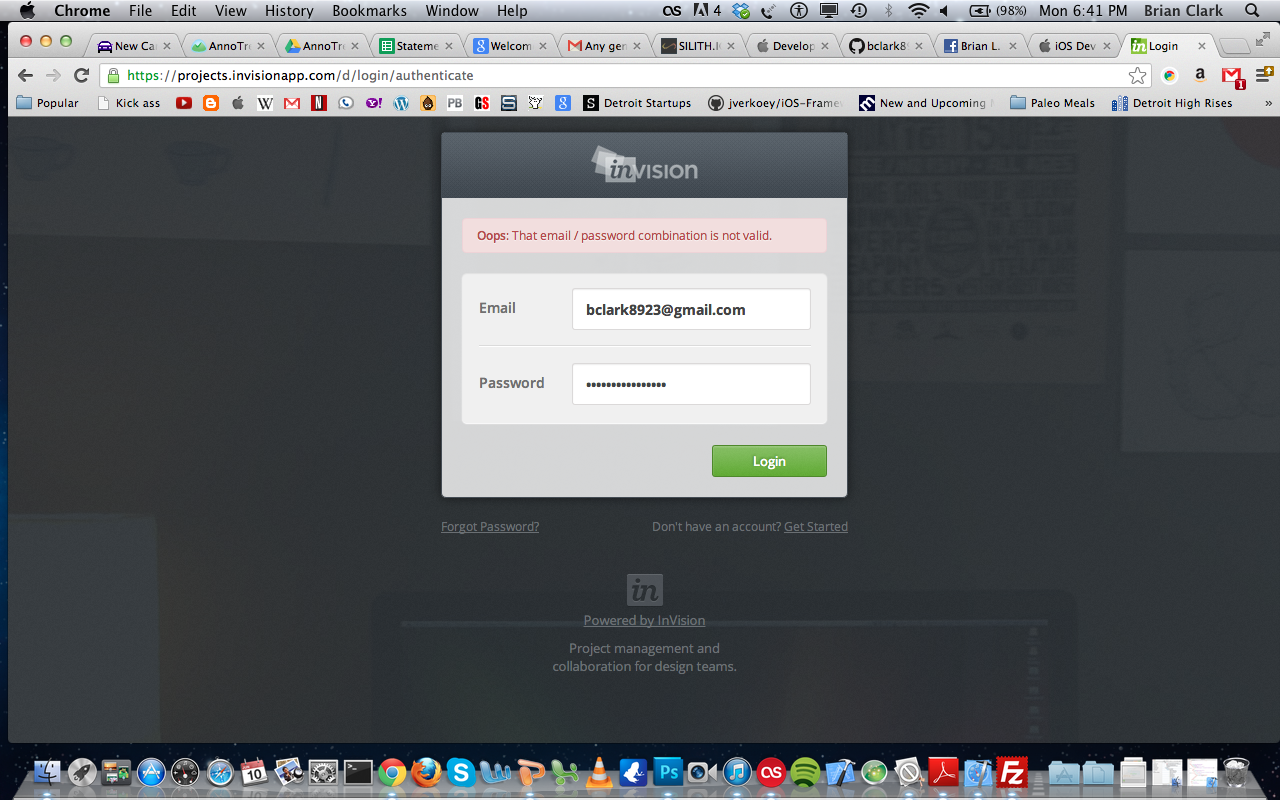 Chrome File Edit View History Bookmarks Window Help 4 (98%) Mon 6:41 PM Brian Clark
New Ca AnnoTr AnnoTr Stateme Welcom Any gen SILITH.I Develop bclark8 Brian L. iOS Dev Login
https://projects.invisionapp.com/d/login/authenticate
Popular Kick ass Detroit Startups jverkoey/iOS-Frame New and Upcoming Paleo Meals Detroit High Rises »
inVISION
Oops: That email / password combination is not valid.
Email bclark8923@gmail.com
Password ••••••••••••••••
Login
Forgot Password? Don't have an account? Get Started
in
Powered by InVision
Project management and
collaboration for design teams.